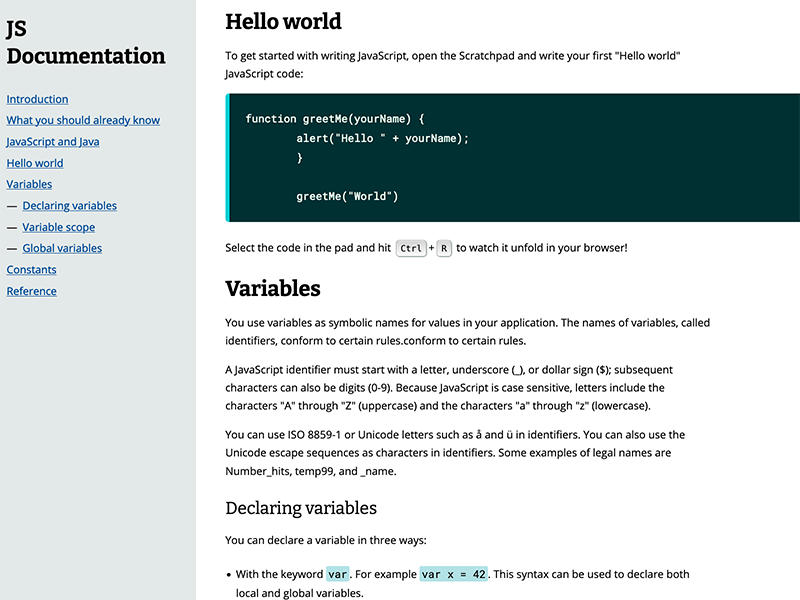 JS
Documentation
Introduction
What you should already know
JavaScript and Java
Hello world
Variables
— Declaring variables
— Variable scope
— Global variables
Constants
Reference
Hello world
To get started with writing JavaScript, open the Scratchpad and write your first "Hello world"
JavaScript code:
function greetMe(yourName) {
alert("Hello " + yourName);
}
greetMe("World")
Select the code in the pad and hit Ctrl + R to watch it unfold in your browser!
Variables
You use variables as symbolic names for values in your application. The names of variables, called
identifiers, conform to certain rules.conform to certain rules.
A JavaScript identifier must start with a letter, underscore (_), or dollar sign ($); subsequent
characters can also be digits (0-9). Because JavaScript is case sensitive, letters include the
characters "A" through "Z" (uppercase) and the characters "a" through "z" (lowercase).
You can use ISO 8859-1 or Unicode letters such as å and ü in identifiers. You can also use the
Unicode escape sequences as characters in identifiers. Some examples of legal names are
Number_hits, temp99, and _name.
Declaring variables
You can declare a variable in three ways:
• With the keyword var. For example var x = 42. This syntax can be used to declare both
local and global variables.